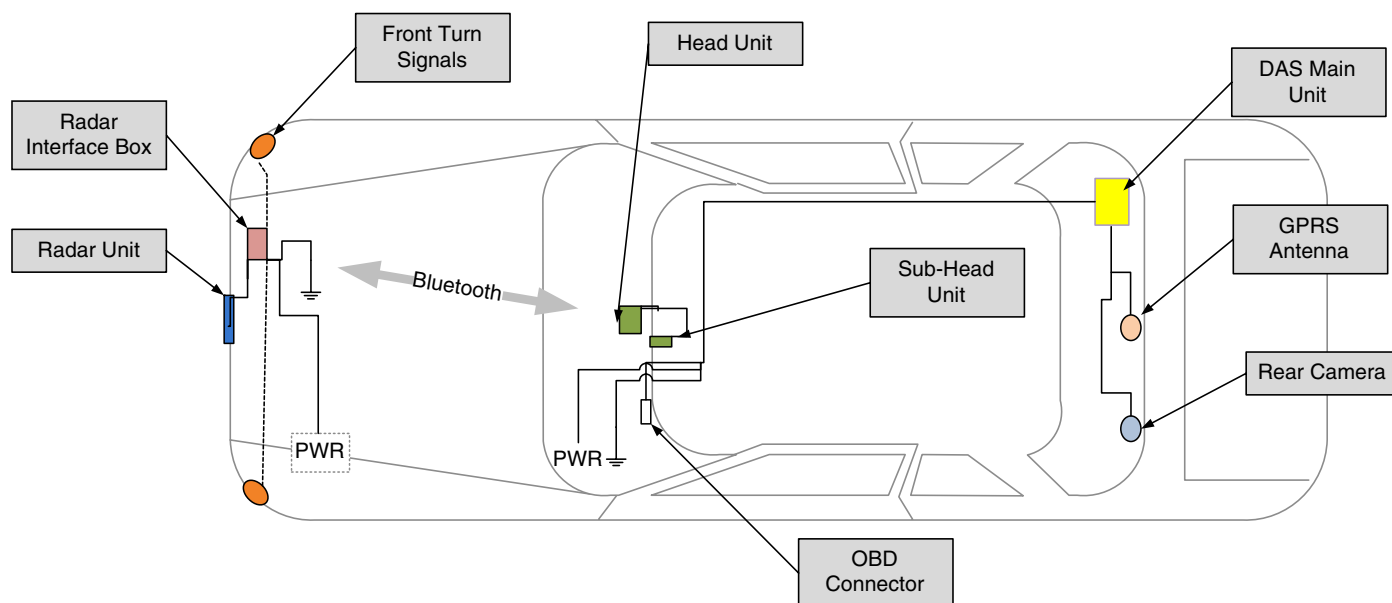 Front Turn
Signals
Head Unit
DAS Main
Unit
Radar
Interface Box
Radar Unit
GPRS
Antenna
Sub-Head
Unit
Bluetooth
Rear Camera
PWR
PWR
OBD
Connector